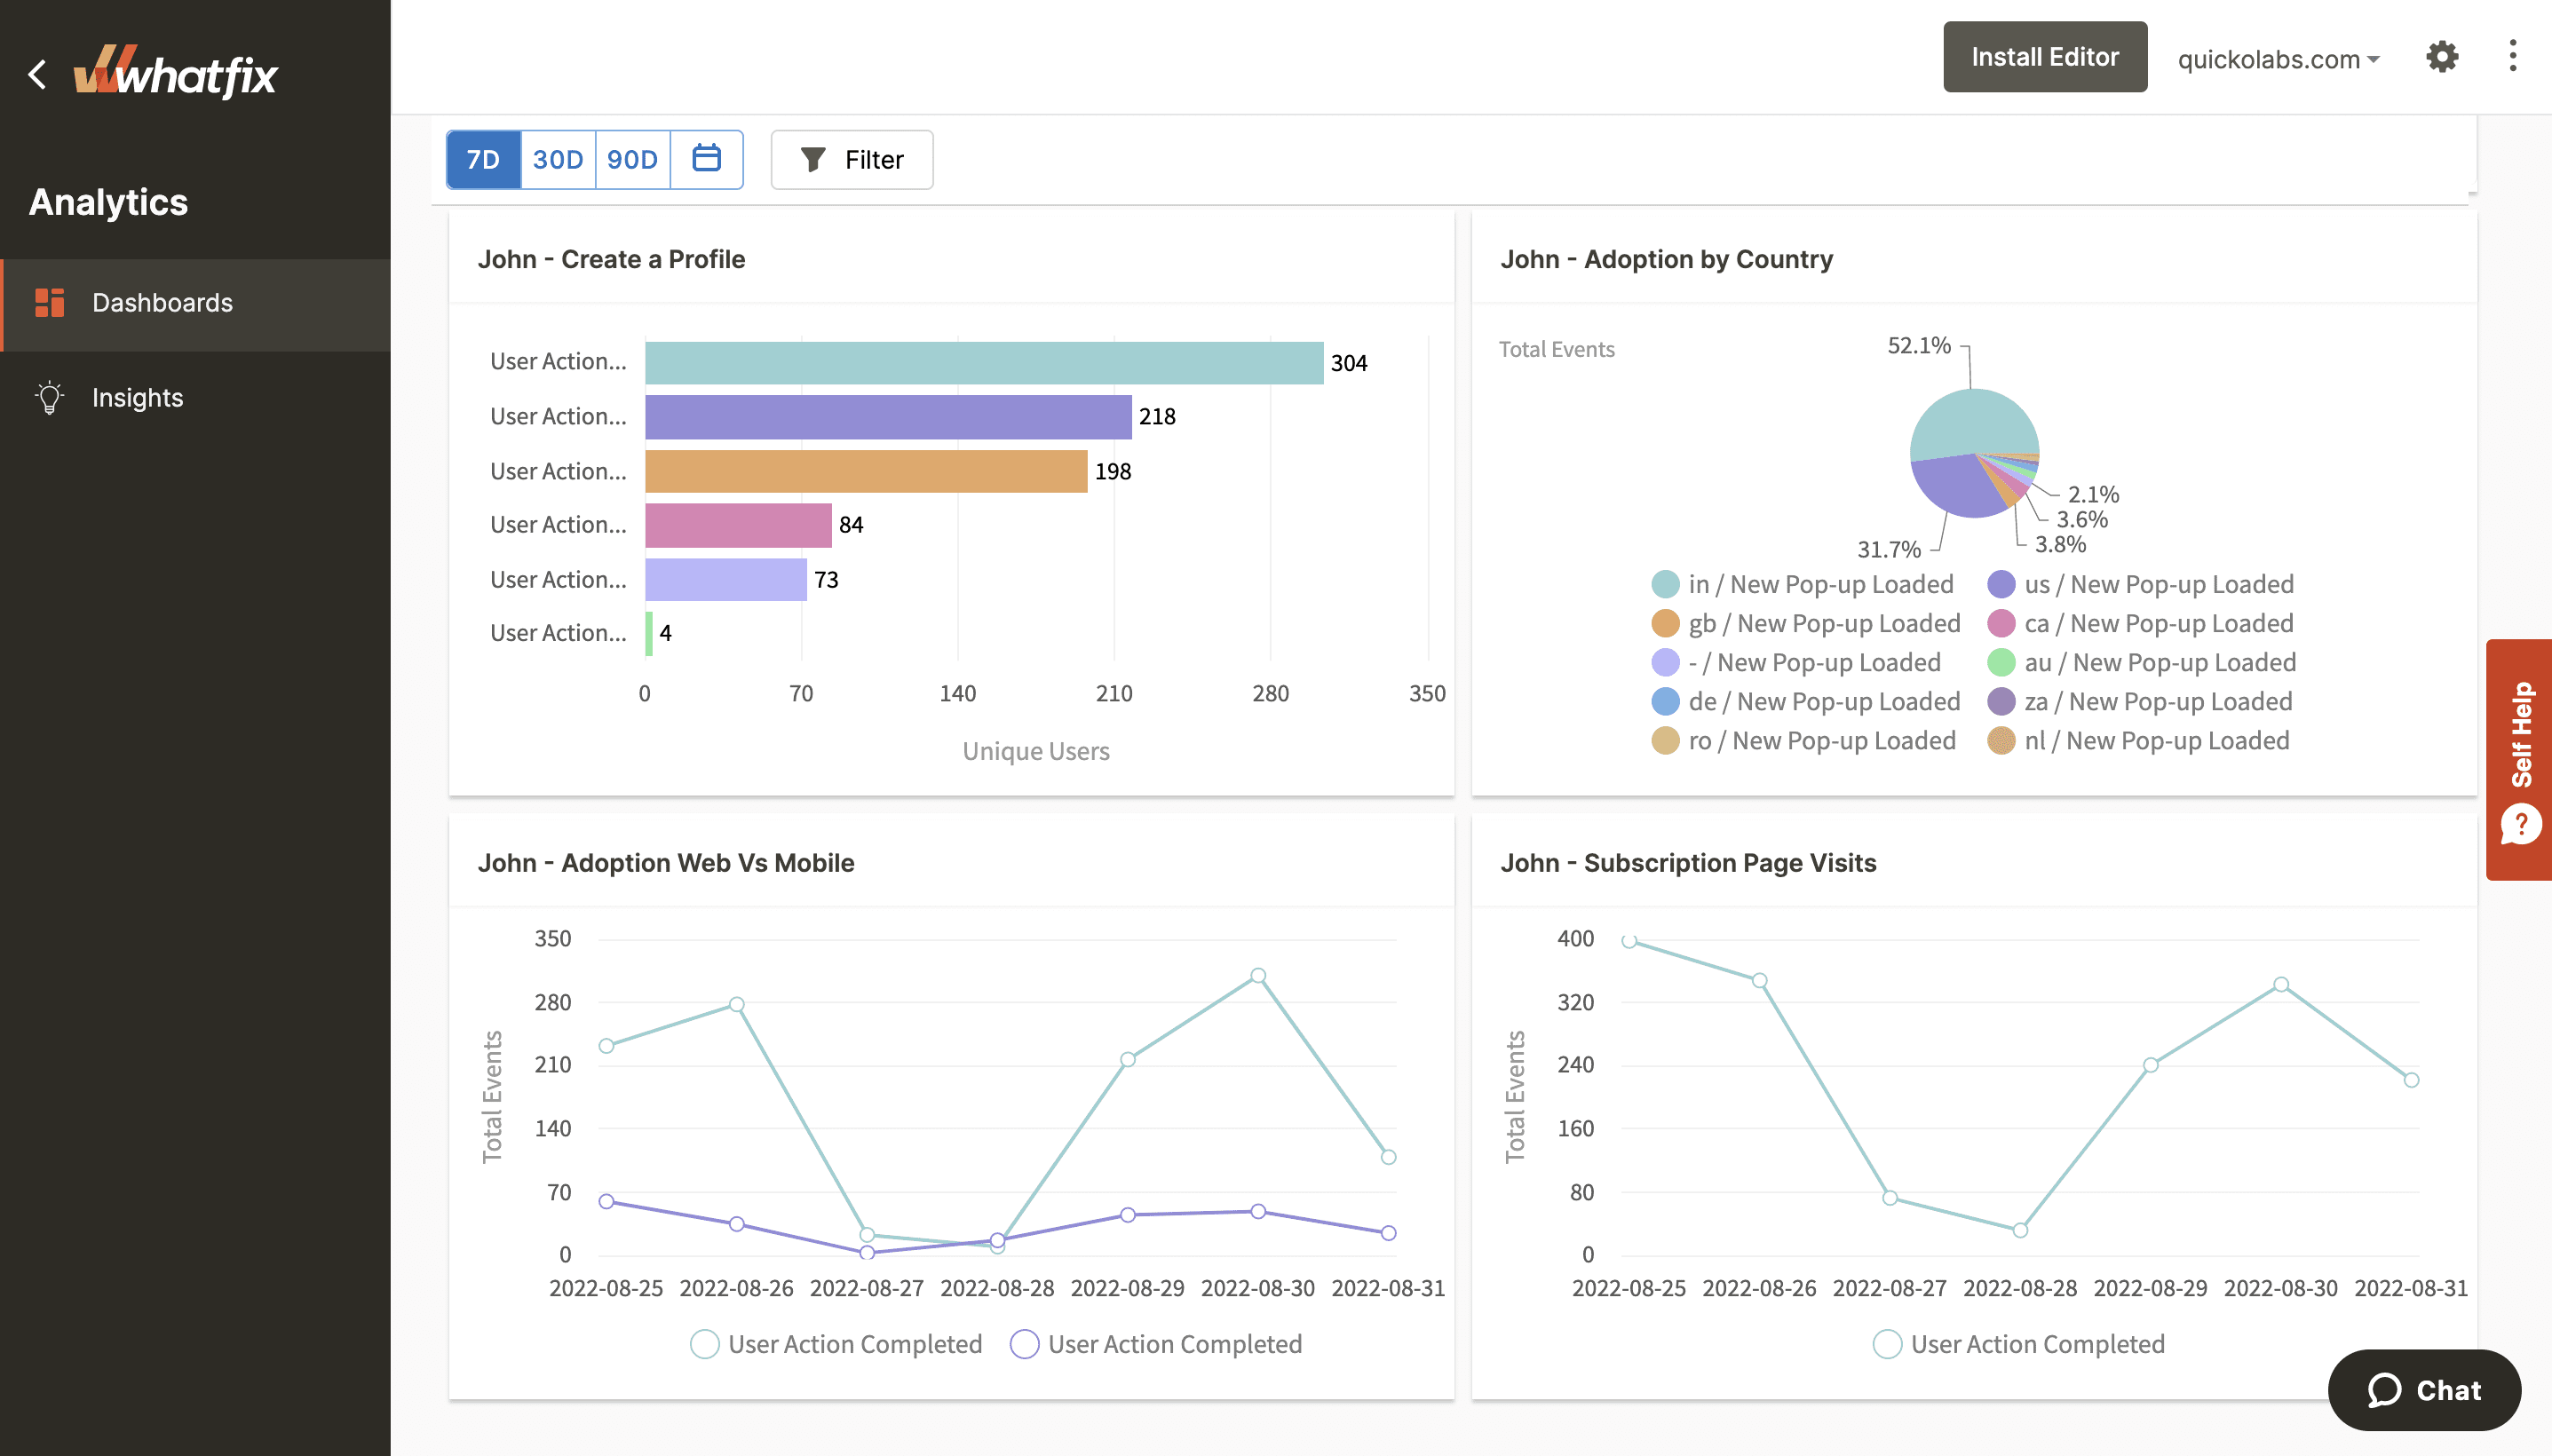 whatfix
Install Editor
quickolabs.com
Analytics
Dashboards
Insights
7D 30D 90D
Filter
John - Create a Profile
User Action... 304
User Action... 218
User Action... 198
User Action... 84
User Action... 73
User Action... 4
0 70 140 210 280 350
Unique Users
John - Adoption by Country
Total Events
52.1%
2.1%
3.6%
3.8%
31.7%
in / New Pop-up Loaded us / New Pop-up Loaded
gb / New Pop-up Loaded ca / New Pop-up Loaded
- / New Pop-up Loaded au / New Pop-up Loaded
de / New Pop-up Loaded za / New Pop-up Loaded
ro / New Pop-up Loaded nl / New Pop-up Loaded
John - Adoption Web Vs Mobile
Total Events
350
280
210
140
70
0
2022-08-25 2022-08-26 2022-08-27 2022-08-28 2022-08-29 2022-08-30 2022-08-31
User Action Completed User Action Completed
John - Subscription Page Visits
Total Events
400
320
240
160
80
0
2022-08-25 2022-08-26 2022-08-27 2022-08-28 2022-08-29 2022-08-30 2022-08-31
User Action Completed
Self Help
?
Chat